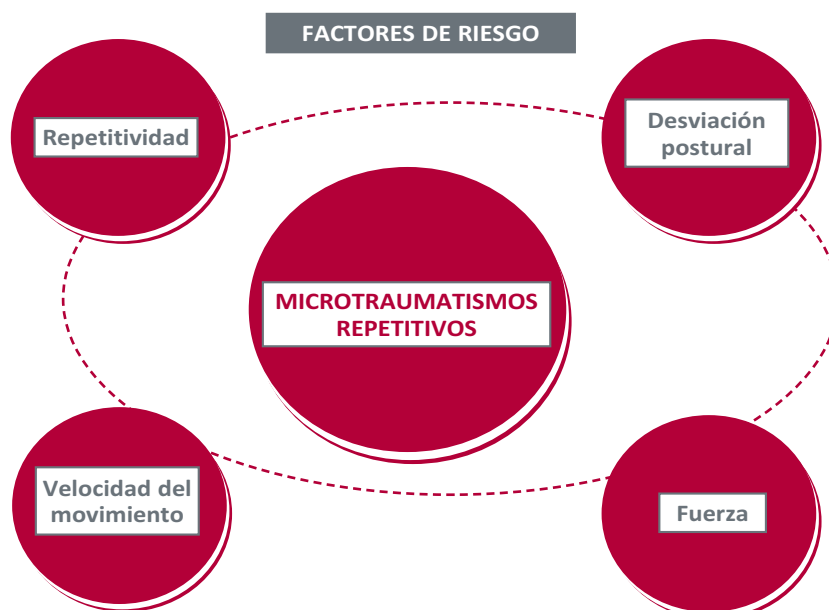 FACTORES DE RIESGO
Repetitividad
Desviación
postural
MICROTRAUMATISMOS
REPETITIVOS
Velocidad del
movimiento
Fuerza